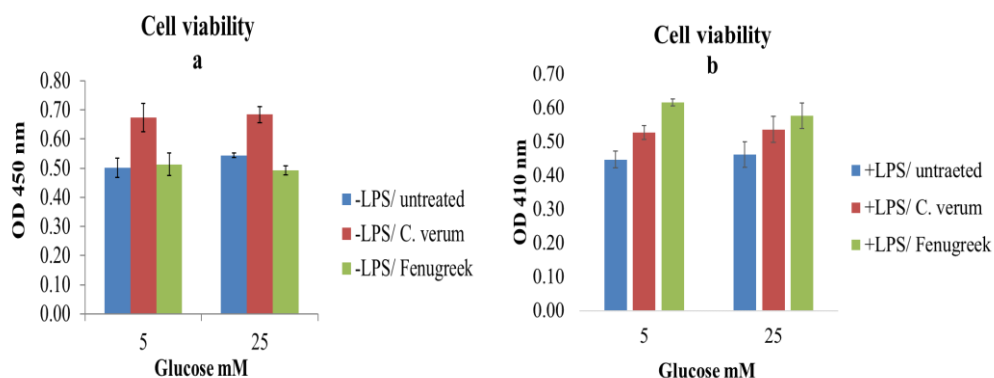 Cell viability
a
0.80
0.70
0.60
0.50
0.40
0.30
0.20
0.10
0.00
OD 450 nm
5
25
Glucose mM
-LPS/ untreated
-LPS/ C. verum
-LPS/ Fenugreek
Cell viability
b
0.70
0.60
0.50
0.40
0.30
0.20
0.10
0.00
OD 410 nm
5
25
Glucose mM
+LPS/ untraeted
+LPS/ C. verum
+LPS/ Fenugreek